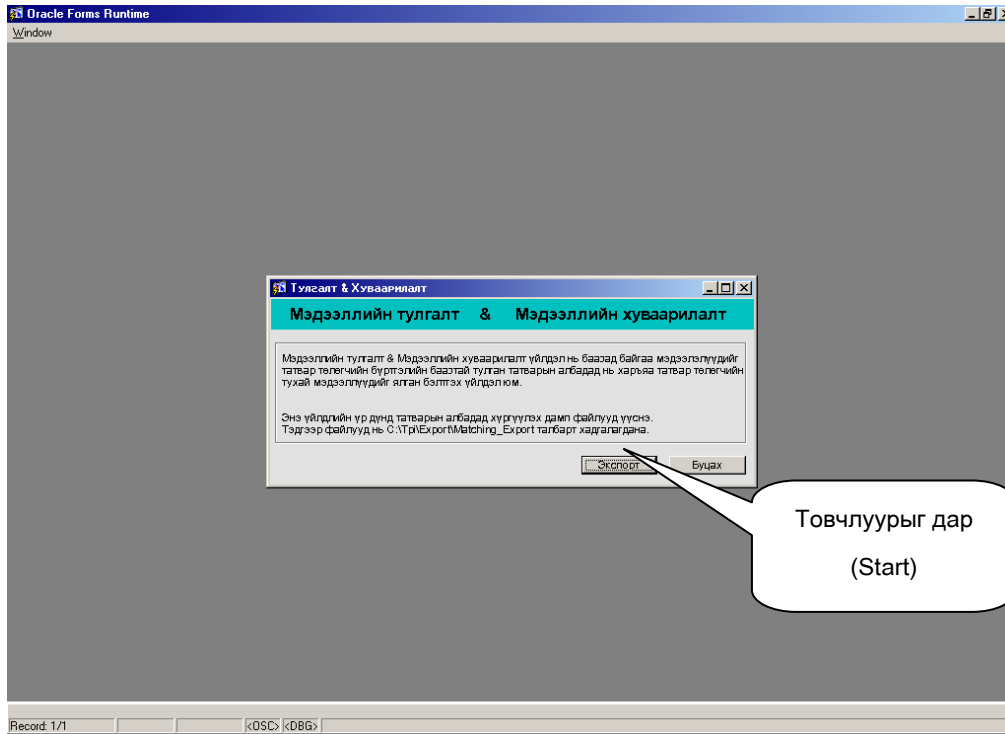 Oracle Forms Runtime
Window
Тулгалт & Хуваарилалт
Мэдээллийн тулгалт & Мэдээллийн хуваарилалт
Мэдээллийн тулгалт & Мэдээллийн хуваарилалт үйлдэл нь баазад байгаа мэдээлэлүүдийг
татвар төлөгчийн бүртгэлийн баазтай тулган татварын албадад нь харъяа татвар төлөгчийн
тухай мэдээллүүдийг ялган бэлтгэх үйлдэл юм.
Энэ үйлдлийн үр дүнд татварын албадад хүргүүлэх дамп файлууд үүснэ.
Тэдгээр файлууд нь C:\Tpi\Export\Matching_Export талбарт хадгалагдана.
Экспорт Буцах
Товчлуурыг дар
(Start)
Record: 1/1 <OSC> <DBG>